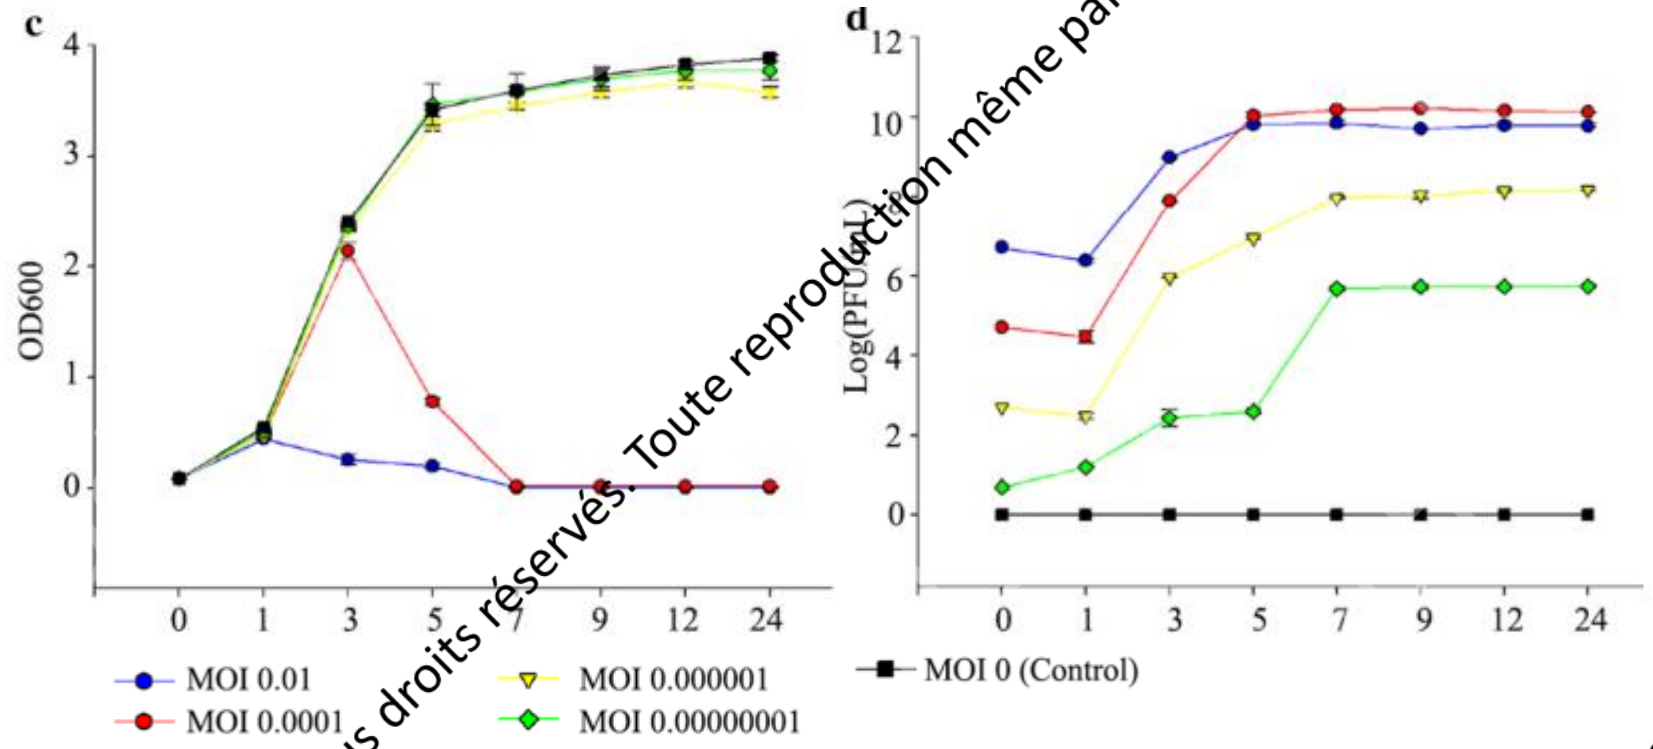 c
4
3
2
1
0
OD600
0 1 3 5 7 9 12 24
d
12
10
8
6
4
2
0
Log(PFU/mL)
0 1 3 5 7 9 12 24
MOI 0.01
MOI 0.0001
MOI 0.000001
MOI 0.00000001
MOI 0 (Control)
droits réservés. Toute reproduction même